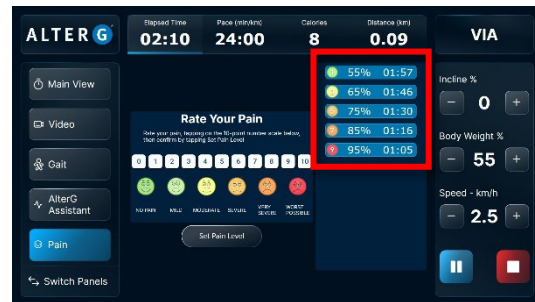 ALTERG
Elapsed Time
02:10
Pace (min/km)
24:00
Calories
8
Distance (km)
0.09
VIA
Main View
Video
Gait
AlterG
Assistant
Pain
Switch Panels
Rate Your Pain
Rate your pain, tapping on the 10-point number scale below,
then confirm by tapping Set Pain Level
0 1 2 3 4 5 6 7 8 9 10
NO PAIN MILD MODERATE SEVERE VERY SEVERE WORST POSSIBLE
Set Pain Level
55% 01:57
65% 01:46
75% 01:30
85% 01:16
95% 01:05
Incline %
- 0 +
Body Weight %
- 55 +
Speed - km/h
- 2.5 +